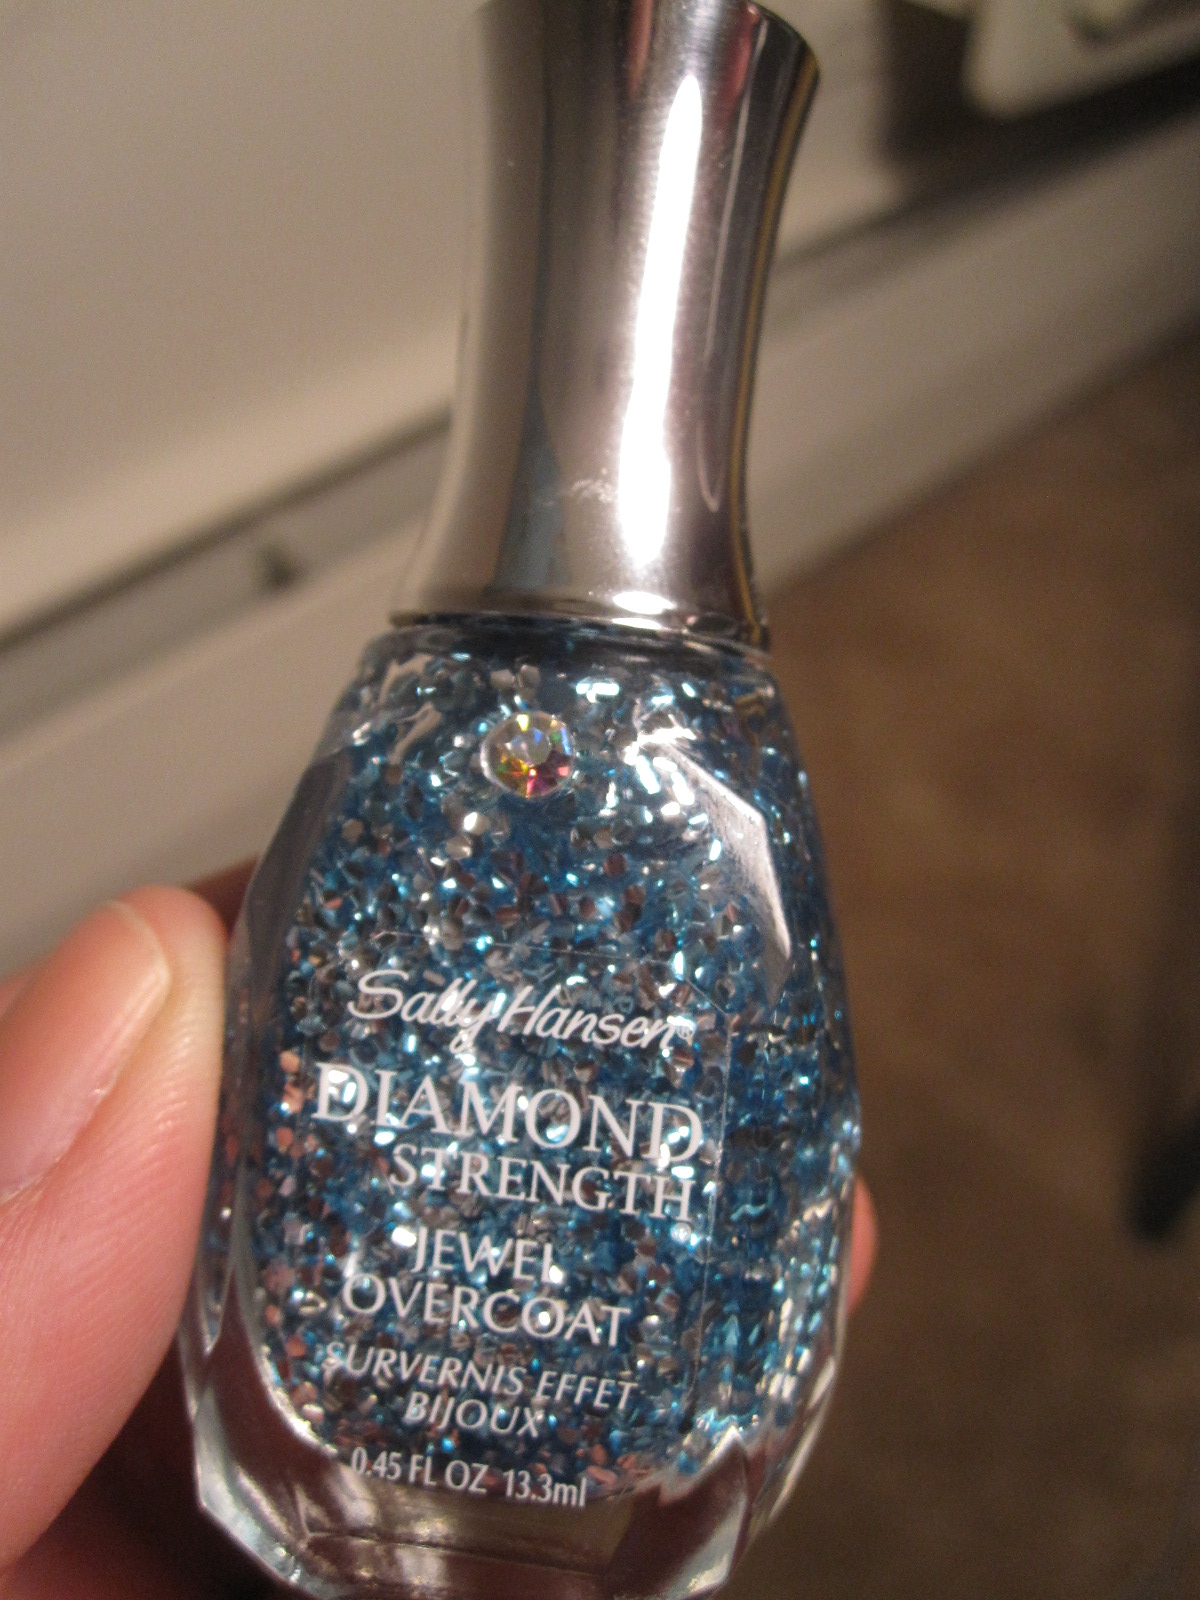 Sally Hansen®
DIAMOND
STRENGTH®
JEWEL
OVERCOAT
SURVERNIS EFFET
BIJOUX
0.45 FL OZ 13.3ml